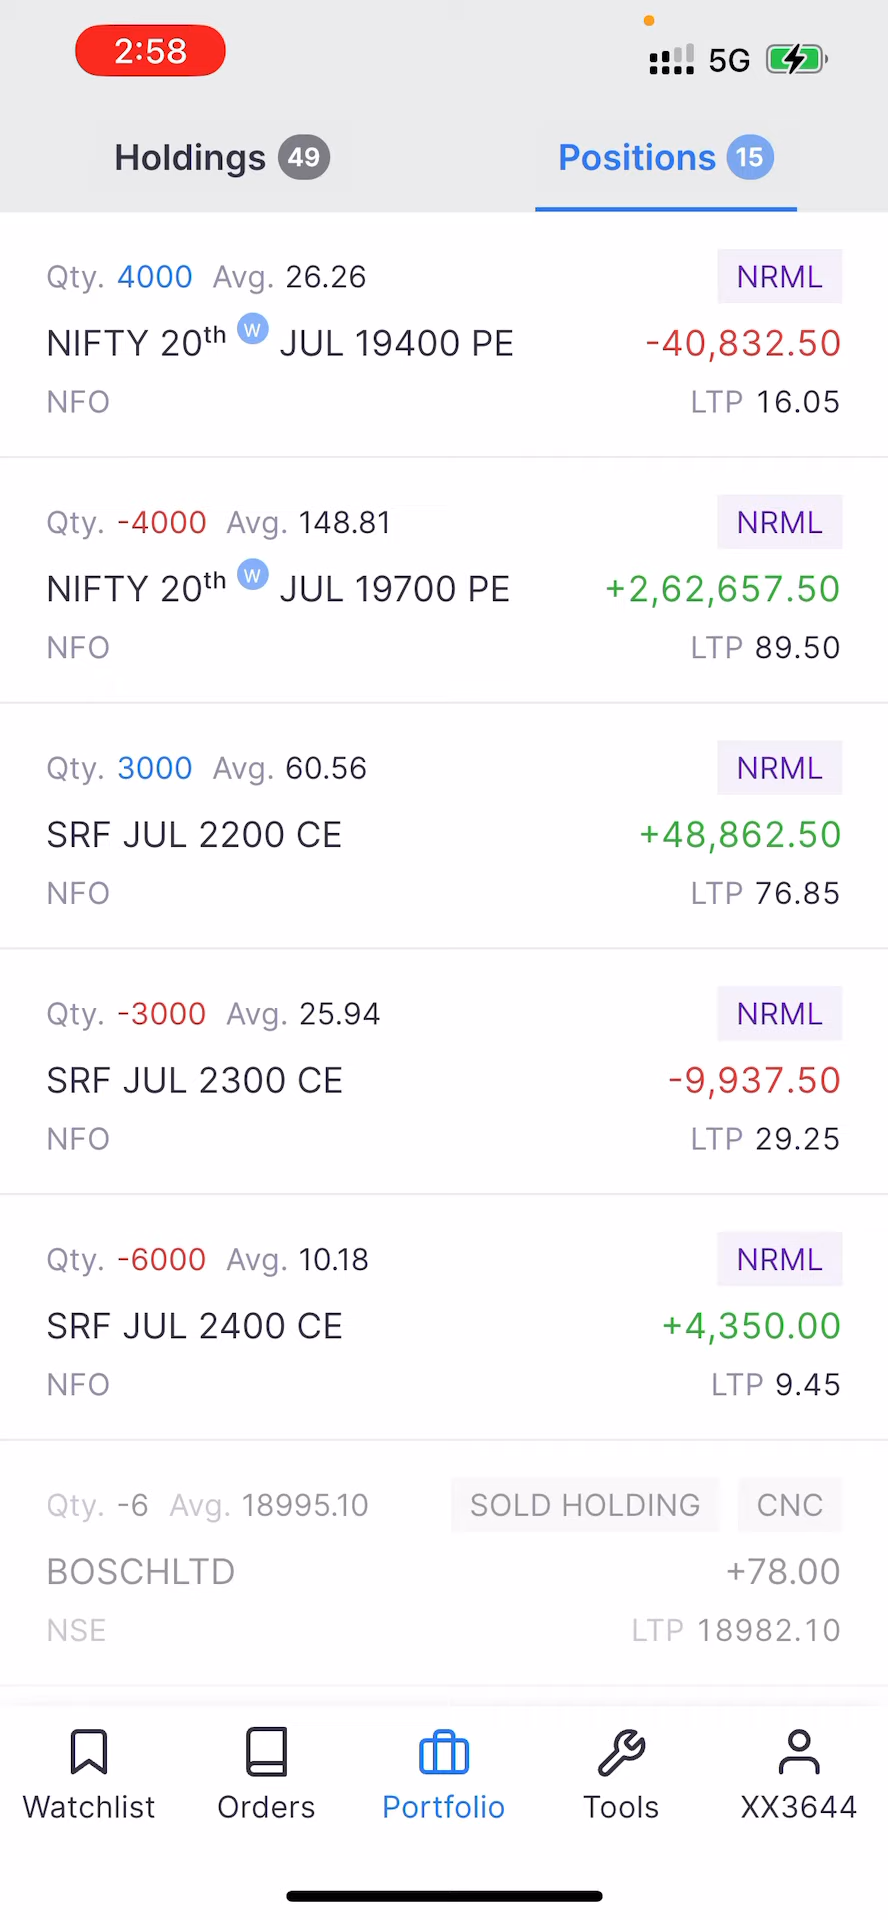 2:58 5G
Holdings 49 Positions 15
Qty. 4000 Avg. 26.26 NRML
NIFTY 20th W JUL 19400 PE -40,832.50
NFO LTP 16.05
Qty. -4000 Avg. 148.81 NRML
NIFTY 20th W JUL 19700 PE +2,62,657.50
NFO LTP 89.50
Qty. 3000 Avg. 60.56 NRML
SRF JUL 2200 CE +48,862.50
NFO LTP 76.85
Qty. -3000 Avg. 25.94 NRML
SRF JUL 2300 CE -9,937.50
NFO LTP 29.25
Qty. -6000 Avg. 10.18 NRML
SRF JUL 2400 CE +4,350.00
NFO LTP 9.45
Qty. -6 Avg. 18995.10 SOLD HOLDING CNC
BOSCHLTD +78.00
NSE LTP 18982.10
Watchlist Orders Portfolio Tools XX3644